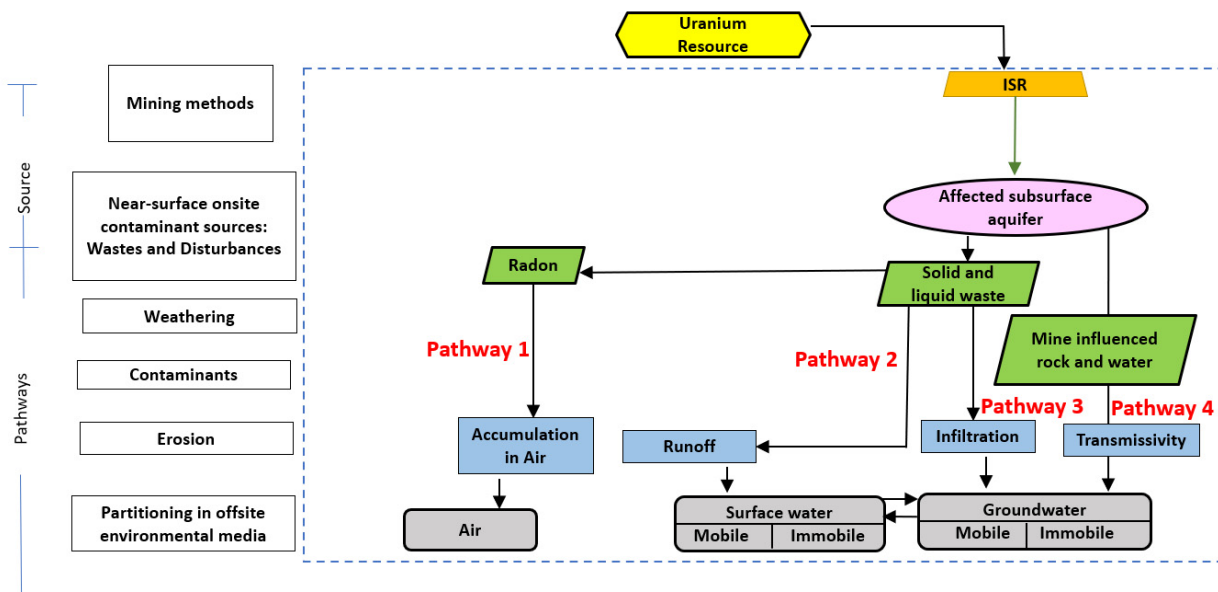 Uranium
Resource
ISR
Mining methods
Source
Near-surface onsite
contaminant sources:
Wastes and Disturbances
Affected subsurface
aquifer
Radon
Solid and
liquid waste
Weathering
Mine influenced
rock and water
Pathway 1
Pathway 2
Pathways
Contaminants
Pathway 3
Pathway 4
Erosion
Accumulation
in Air
Runoff
Infiltration
Transmissivity
Partitioning in offsite
environmental media
Air
Surface water
Mobile
Immobile
Groundwater
Mobile
Immobile